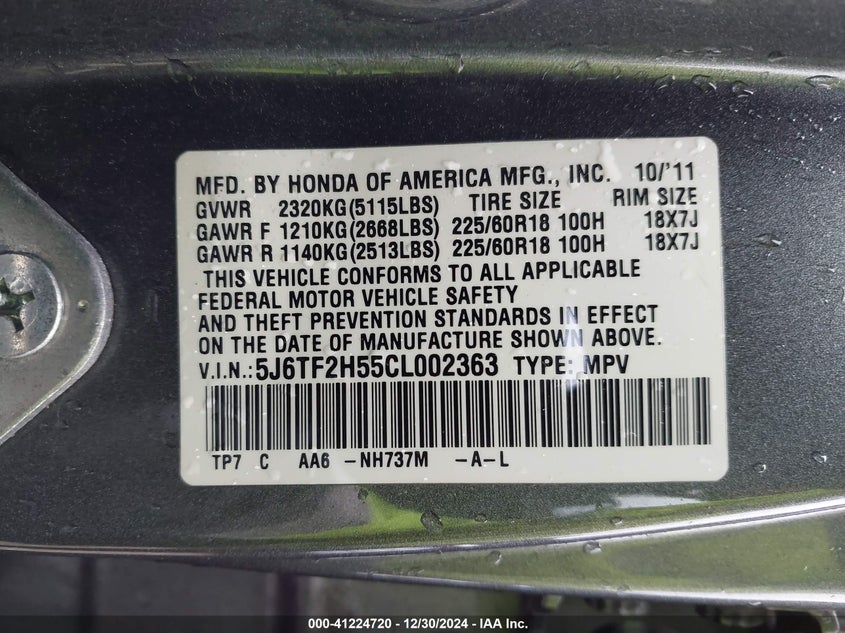 MFD. BY HONDA OF AMERICA MFG., INC. 10/'11
GVWR 2320KG(5115LBS) TIRE SIZE RIM SIZE
GAWR F 1210KG(2668LBS) 225/60R18 100H 18X7J
GAWR R 1140KG(2513LBS) 225/60R18 100H 18X7J
THIS VEHICLE CONFORMS TO ALL APPLICABLE
FEDERAL MOTOR VEHICLE SAFETY
AND THEFT PREVENTION STANDARDS IN EFFECT
ON THE DATE OF MANUFACTURE SHOWN ABOVE.
V.I.N.: 5J6TF2H55CL002363 TYPE: MPV
TP7 C AA6 -NH737M -A-L
000-41224720 - 12/30/2024 - IAA Inc.